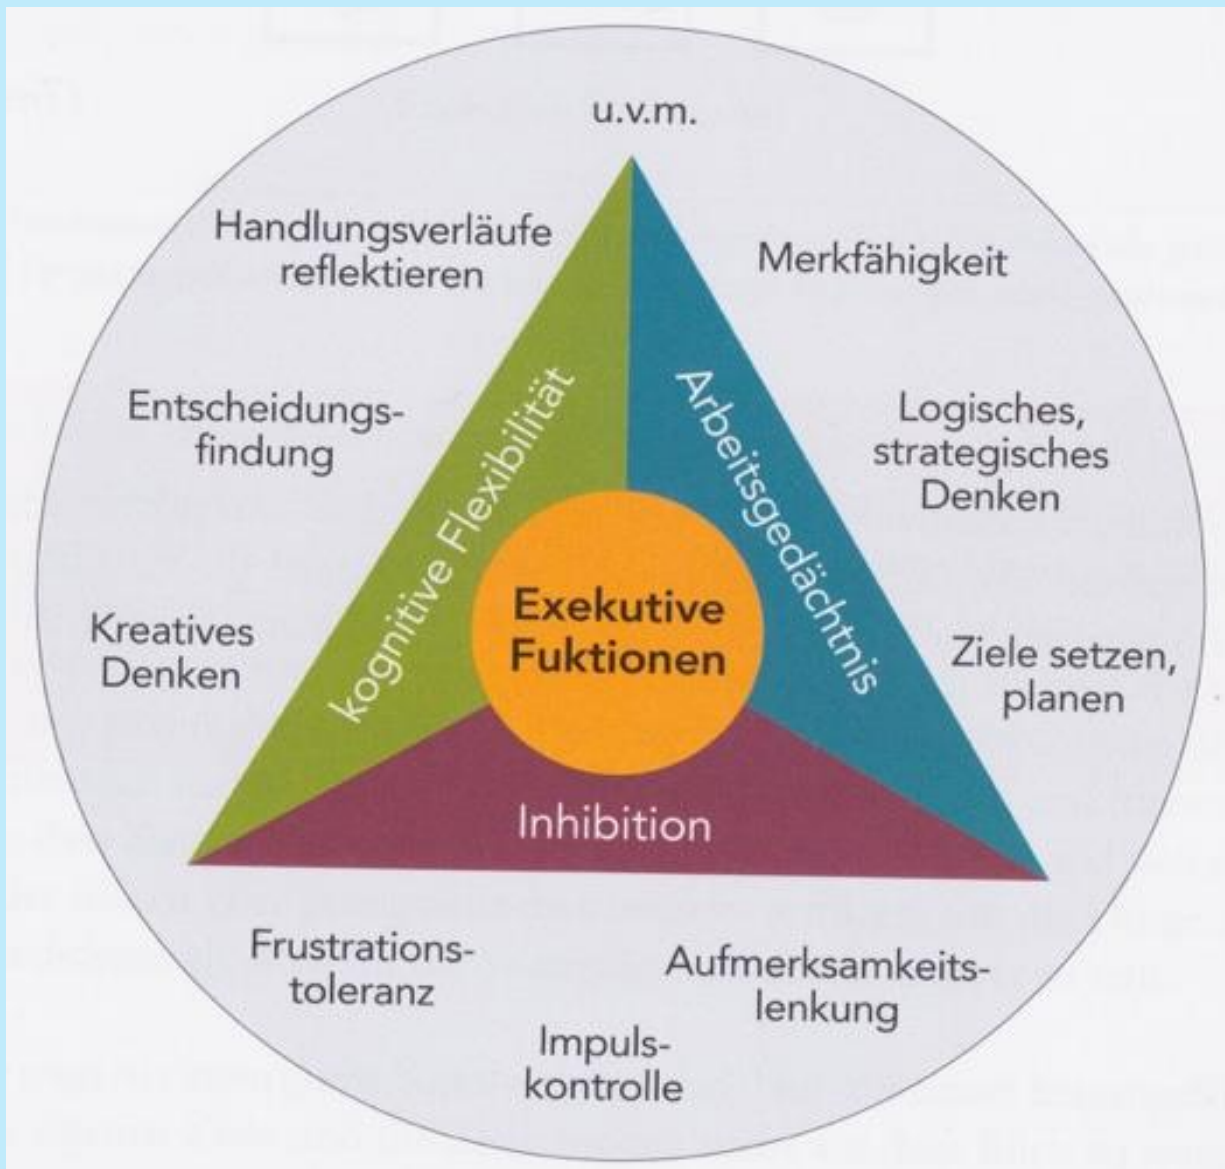 u.v.m.
Handlungsverläufe
reflektieren
Merkfähigkeit
Entscheidungs-
findung
Logisches,
strategisches
Denken
kognitive Flexibilität
Arbeitsgedächtnis
Exekutive
Fuktionen
Kreatives
Denken
Ziele setzen,
planen
Inhibition
Frustrations-
toleranz
Aufmerksamkeits-
lenkung
Impuls-
kontrolle